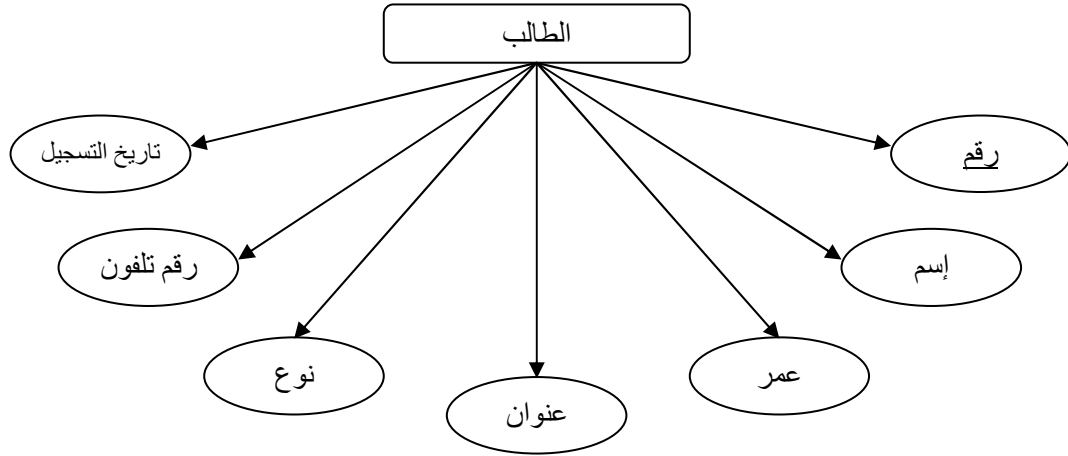 الطالب
رقم
تاريخ التسجيل
إسم
رقم تلفون
عمر
نوع
عنوان